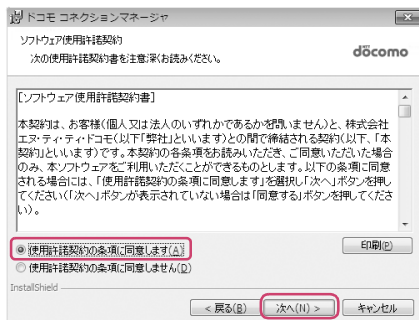 ドコモ コネクションマネージャ
ソフトウェア使用許諾契約
次の使用許諾契約書を注意深くお読みください。
döcomo
[ソフトウェア使用許諾契約書]
本契約は、お客様(個人又は法人のいずれかであるかを問いません)と、株式会社
エヌ・ティ・ティ・ドコモ(以下「弊社」といいます)との間で締結される契約(以下、「本
契約」といいます)です。本契約の各条項をお読みいただき、ご同意いただいた場合
のみ、本ソフトウェアをご利用いただくことができるものとします。以下の条項に同意
される場合には、「使用許諾契約の条項に同意します」を選択し「次へ」ボタンを押し
てください(「次へ」ボタンが表示されていない場合は「同意する」ボタンを押してくださ
い)。
使用許諾契約の条項に同意します(A)
印刷(P)
使用許諾契約の条項に同意しません(D)
InstallShield
< 戻る(B)
次へ(N) >
キャンセル